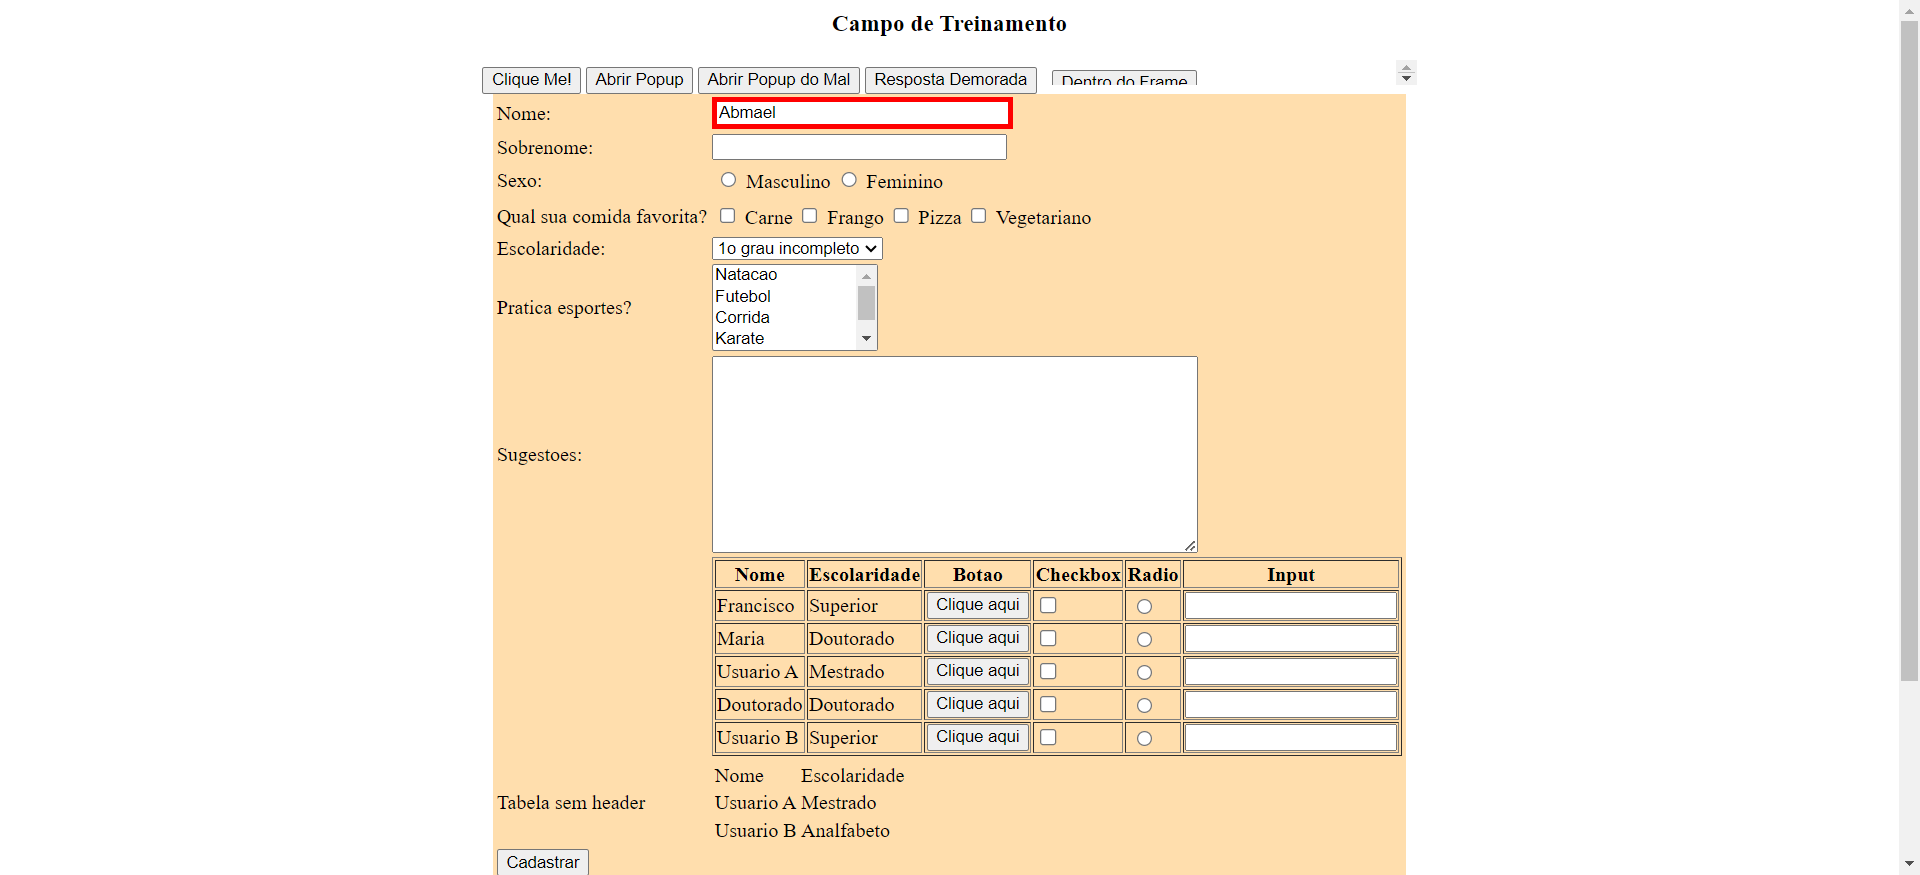 Campo de Treinamento
Clique Me! Abrir Popup Abrir Popup do Mal Resposta Demorada Dentro do Frame
Nome: Abmael
Sobrenome:
Sexo: Masculino Feminino
Qual sua comida favorita? Carne Frango Pizza Vegetariano
Escolaridade: 1o grau incompleto
Pratica esportes?
Natacao
Futebol
Corrida
Karate
Sugestoes:
Nome Escolaridade Botao Checkbox Radio Input
Francisco Superior Clique aqui
Maria Doutorado Clique aqui
Usuario A Mestrado Clique aqui
Doutorado Doutorado Clique aqui
Usuario B Superior Clique aqui
Tabela sem header
Nome Escolaridade
Usuario A Mestrado
Usuario B Analfabeto
Cadastrar